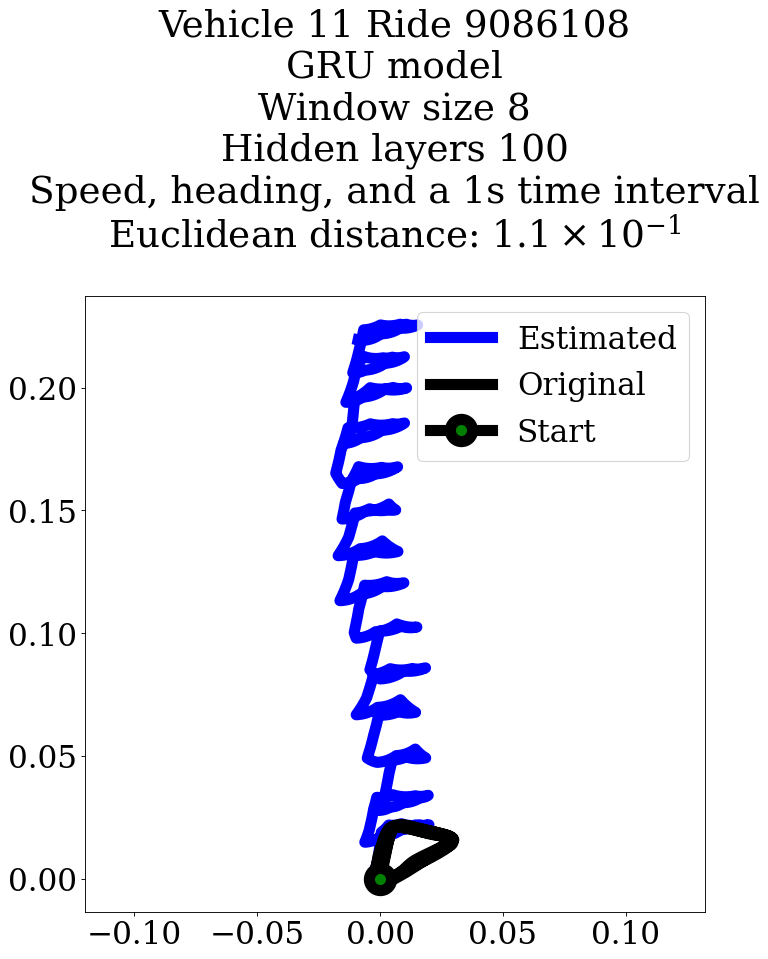 Vehicle 11 Ride 9086108
GRU model
Window size 8
Hidden layers 100
Speed, heading, and a 1s time interval
Euclidean distance: 1.1 × 10⁻¹
Estimated
Original
Start
0.20
0.15
0.10
0.05
0.00
−0.10 −0.05 0.00 0.05 0.10